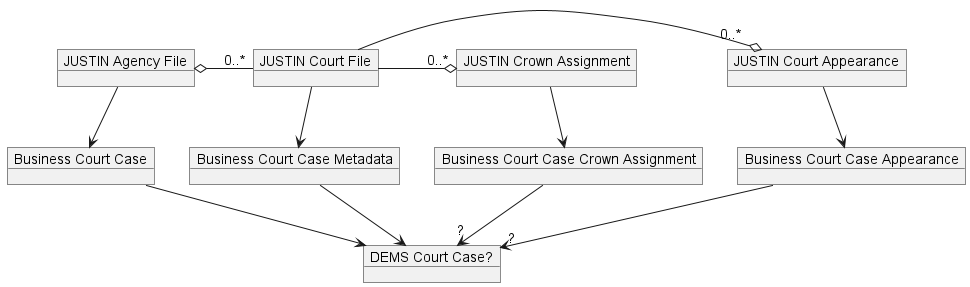 0..*
JUSTIN Agency File
0..*
JUSTIN Court File
0..*
JUSTIN Crown Assignment
JUSTIN Court Appearance
Business Court Case
Business Court Case Metadata
Business Court Case Crown Assignment
Business Court Case Appearance
?
?
DEMS Court Case?